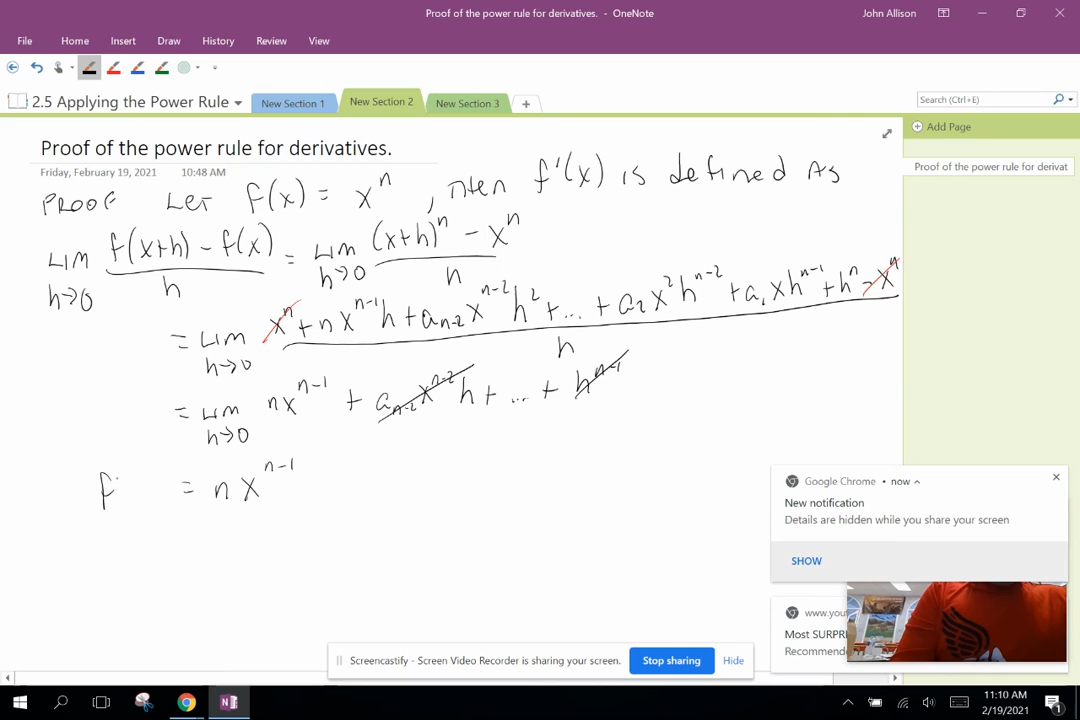 Proof of the power rule for derivatives. - OneNote
John Allison
File Home Insert Draw History Review View
2.5 Applying the Power Rule
New Section 1
New Section 2
New Section 3
+
Search (Ctrl+E)
Add Page
Proof of the power rule for derivat
Proof of the power rule for derivatives.
Friday, February 19, 2021 10:48 AM
PROOF LET f(x) = x^n, then f'(x) is defined as
lim h→0 (f(x+h) - f(x))/h = lim h→0 ((x+h)^n - x^n)/h
= lim h→0 (x^n + nx^{n-1}h + a_{n-2}x^{n-2}h^2 + ... + a_2x^2h^{n-2} + a_1xh^{n-1} + h^n - x^n)/h
= lim h→0 nx^{n-1} + a_{n-2}x^{n-2}h + ... + h^{n-1}
f = nx^{n-1}
Google Chrome • now
New notification
Details are hidden while you share your screen
SHOW
www.you
Most SURPR
Recommend
Screencastify - Screen Video Recorder is sharing your screen.
Stop sharing
Hide
11:10 AM
2/19/2021
1